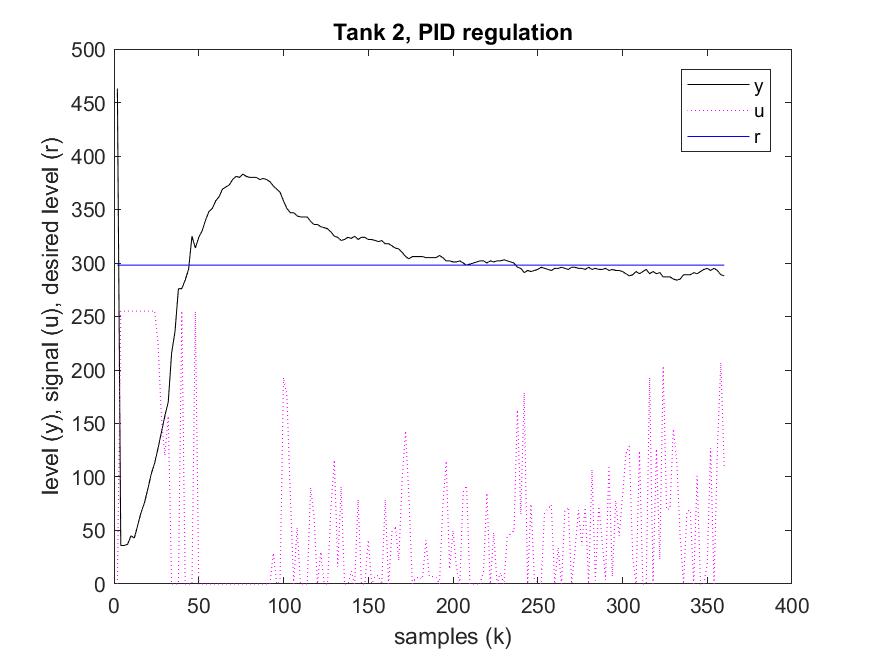 Tank 2, PID regulation
level (y), signal (u), desired level (r)
500
450
400
350
300
250
200
150
100
50
0
y
u
r
0 50 100 150 200 250 300 350 400
samples (k)